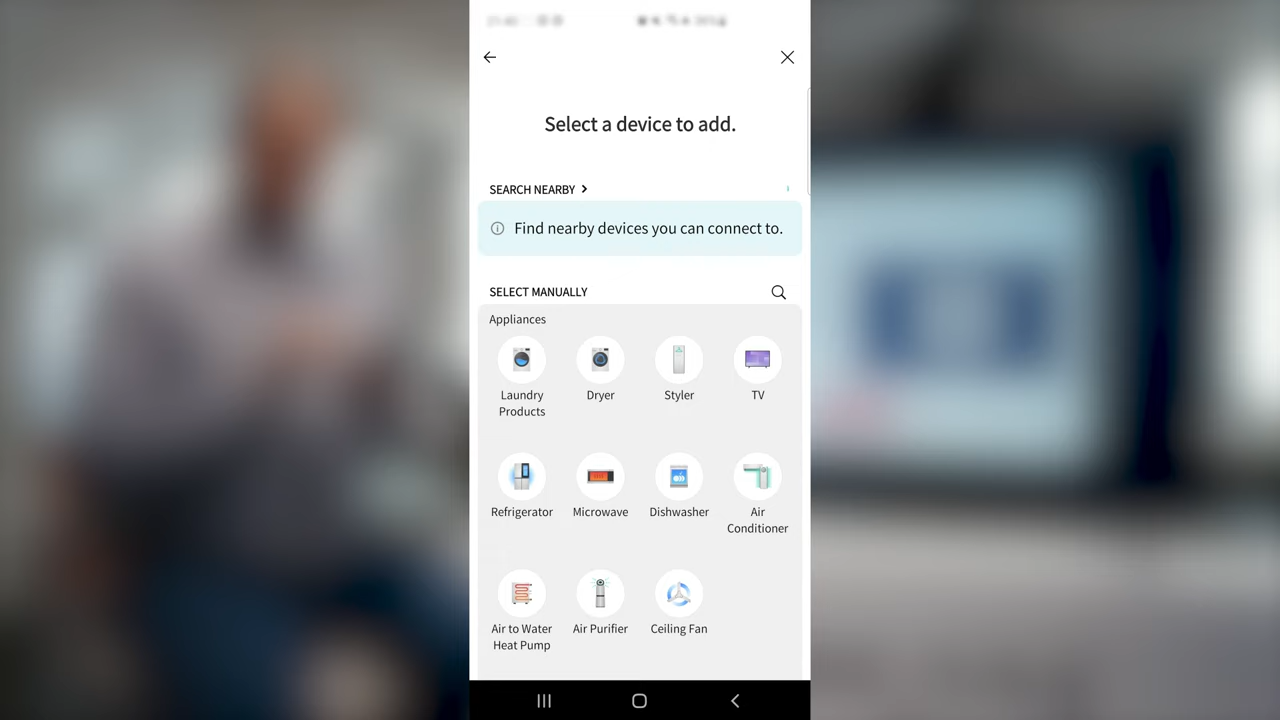 Select a device to add.
SEARCH NEARBY
Find nearby devices you can connect to.
SELECT MANUALLY
Appliances
Laundry Products
Dryer
Styler
TV
Refrigerator
Microwave
Dishwasher
Air Conditioner
Air to Water Heat Pump
Air Purifier
Ceiling Fan